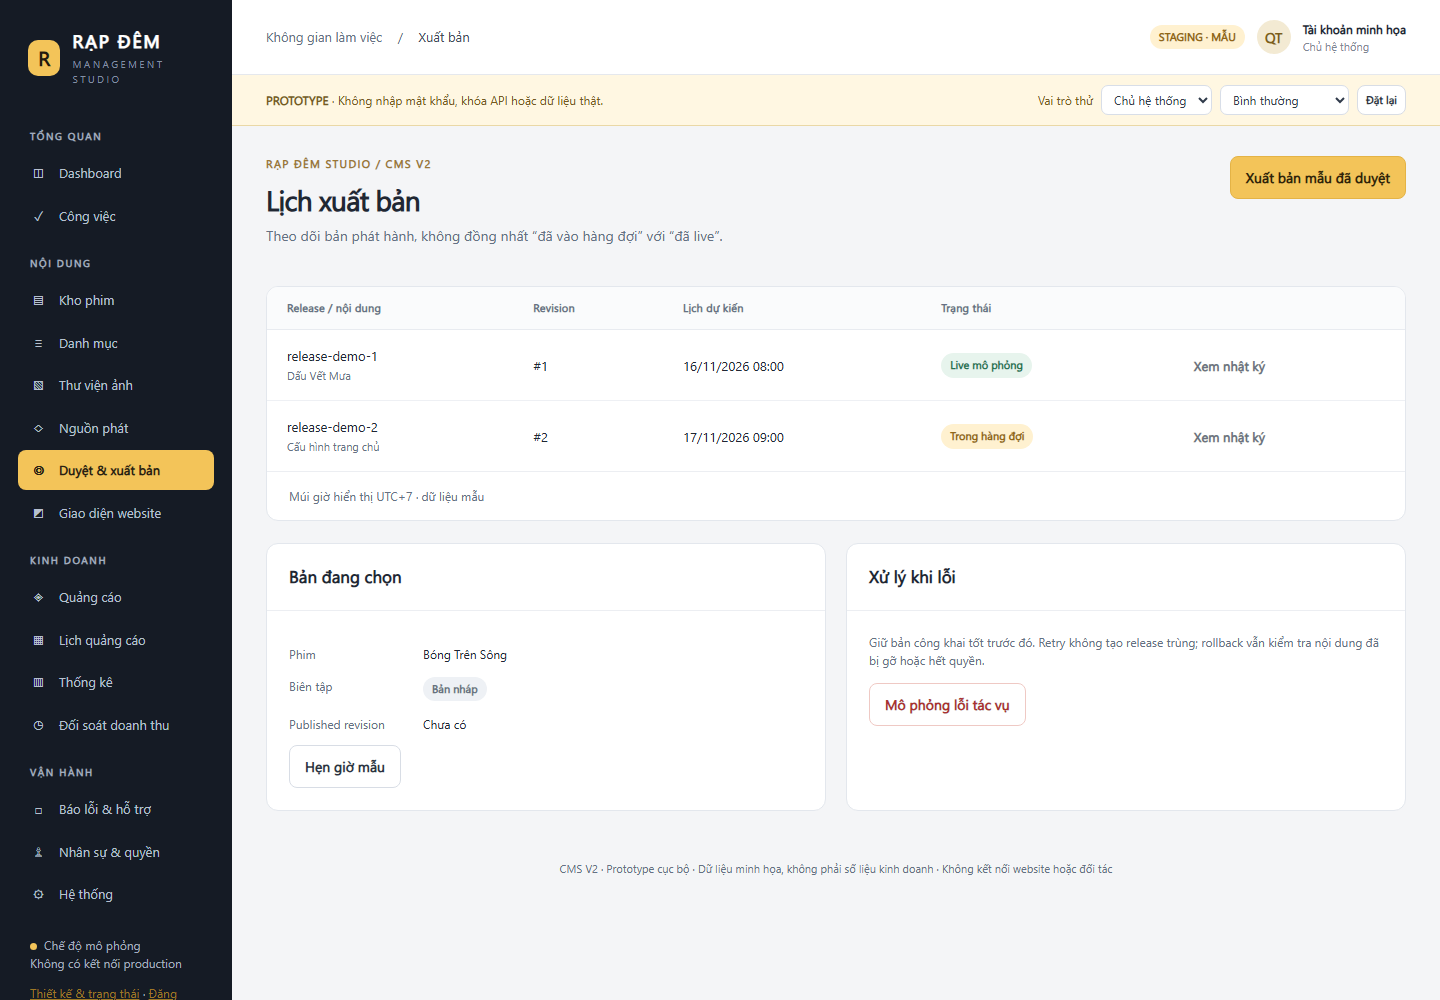 R
RẠP ĐÊM
MANAGEMENT
STUDIO
TỔNG QUAN
Dashboard
Công việc
NỘI DUNG
Kho phim
Danh mục
Thư viện ảnh
Nguồn phát
Duyệt & xuất bản
Giao diện website
KINH DOANH
Quảng cáo
Lịch quảng cáo
Thống kê
Đối soát doanh thu
VẬN HÀNH
Báo lỗi & hỗ trợ
Nhân sự & quyền
Hệ thống
Chế độ mô phỏng
Không có kết nối production
Thiết kế & trạng thái · Đăng
Không gian làm việc / Xuất bản
STAGING · MẪU
QT
Tài khoản minh họa
Chủ hệ thống
PROTOTYPE · Không nhập mật khẩu, khóa API hoặc dữ liệu thật.
Vai trò thử
Chủ hệ thống
Bình thường
Đặt lại
RẠP ĐÊM STUDIO / CMS V2
Lịch xuất bản
Theo dõi bản phát hành, không đồng nhất “đã vào hàng đợi” với “đã live”.
Xuất bản mẫu đã duyệt
Release / nội dung Revision Lịch dự kiến Trạng thái
release-demo-1
Dấu Vết Mưa
#1 16/11/2026 08:00 Live mô phỏng Xem nhật ký
release-demo-2
Cấu hình trang chủ
#2 17/11/2026 09:00 Trong hàng đợi Xem nhật ký
Múi giờ hiển thị UTC+7 · dữ liệu mẫu
Bản đang chọn
Phim Bóng Trên Sông
Biên tập Bản nháp
Published revision Chưa có
Hẹn giờ mẫu
Xử lý khi lỗi
Giữ bản công khai tốt trước đó. Retry không tạo release trùng; rollback vẫn kiểm tra nội dung đã
bị gỡ hoặc hết quyền.
Mô phỏng lỗi tác vụ
CMS V2 · Prototype cục bộ · Dữ liệu minh họa, không phải số liệu kinh doanh · Không kết nối website hoặc đối tác